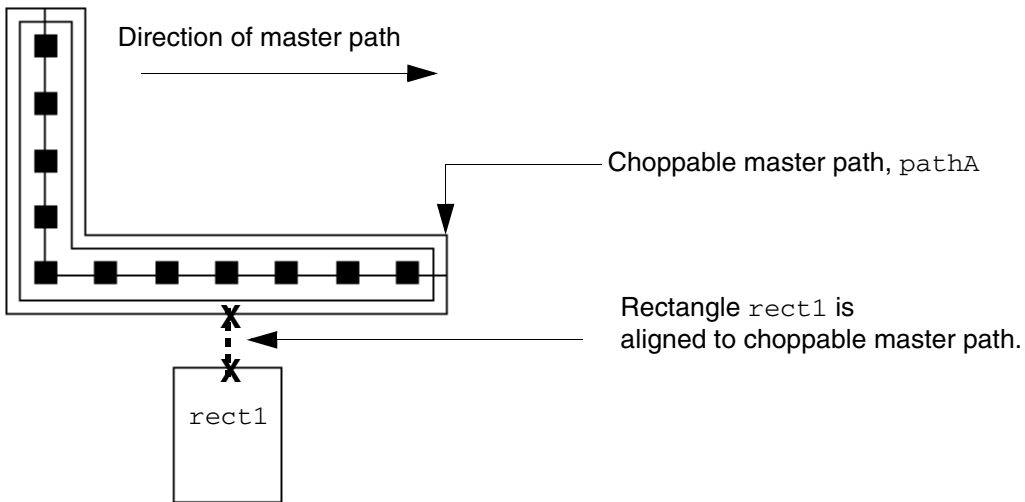 Direction of master path
Choppable master path, pathA
Rectangle rect1 is
aligned to choppable master path.
X
X
rect1